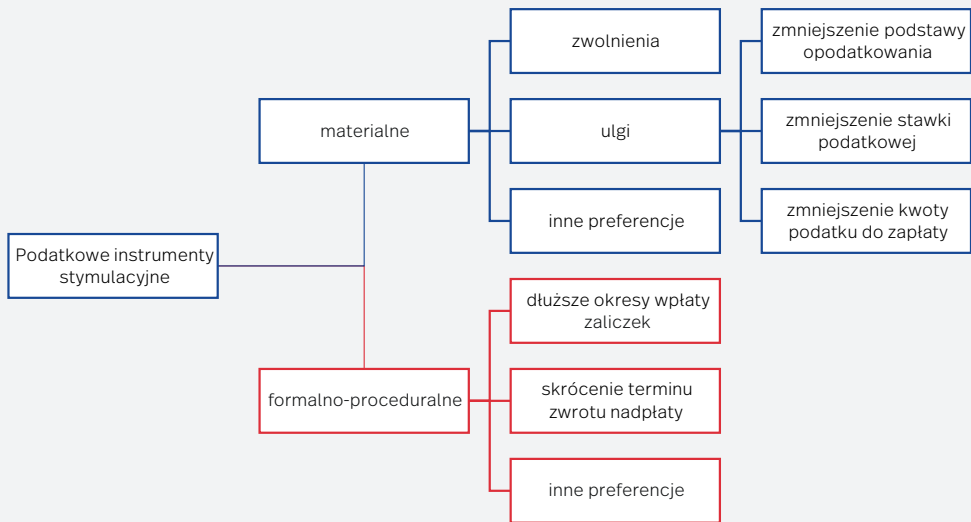 Podatkowe instrumenty
stymulacyjne
materialne
zwolnienia
ulgi
inne preferencje
zmniejszenie podstawy
opodatkowania
zmniejszenie stawki
podatkowej
zmniejszenie kwoty
podatku do zapłaty
formalno-proceduralne
dłuższe okresy wpłaty
zaliczek
skrócenie terminu
zwrotu nadpłaty
inne preferencje